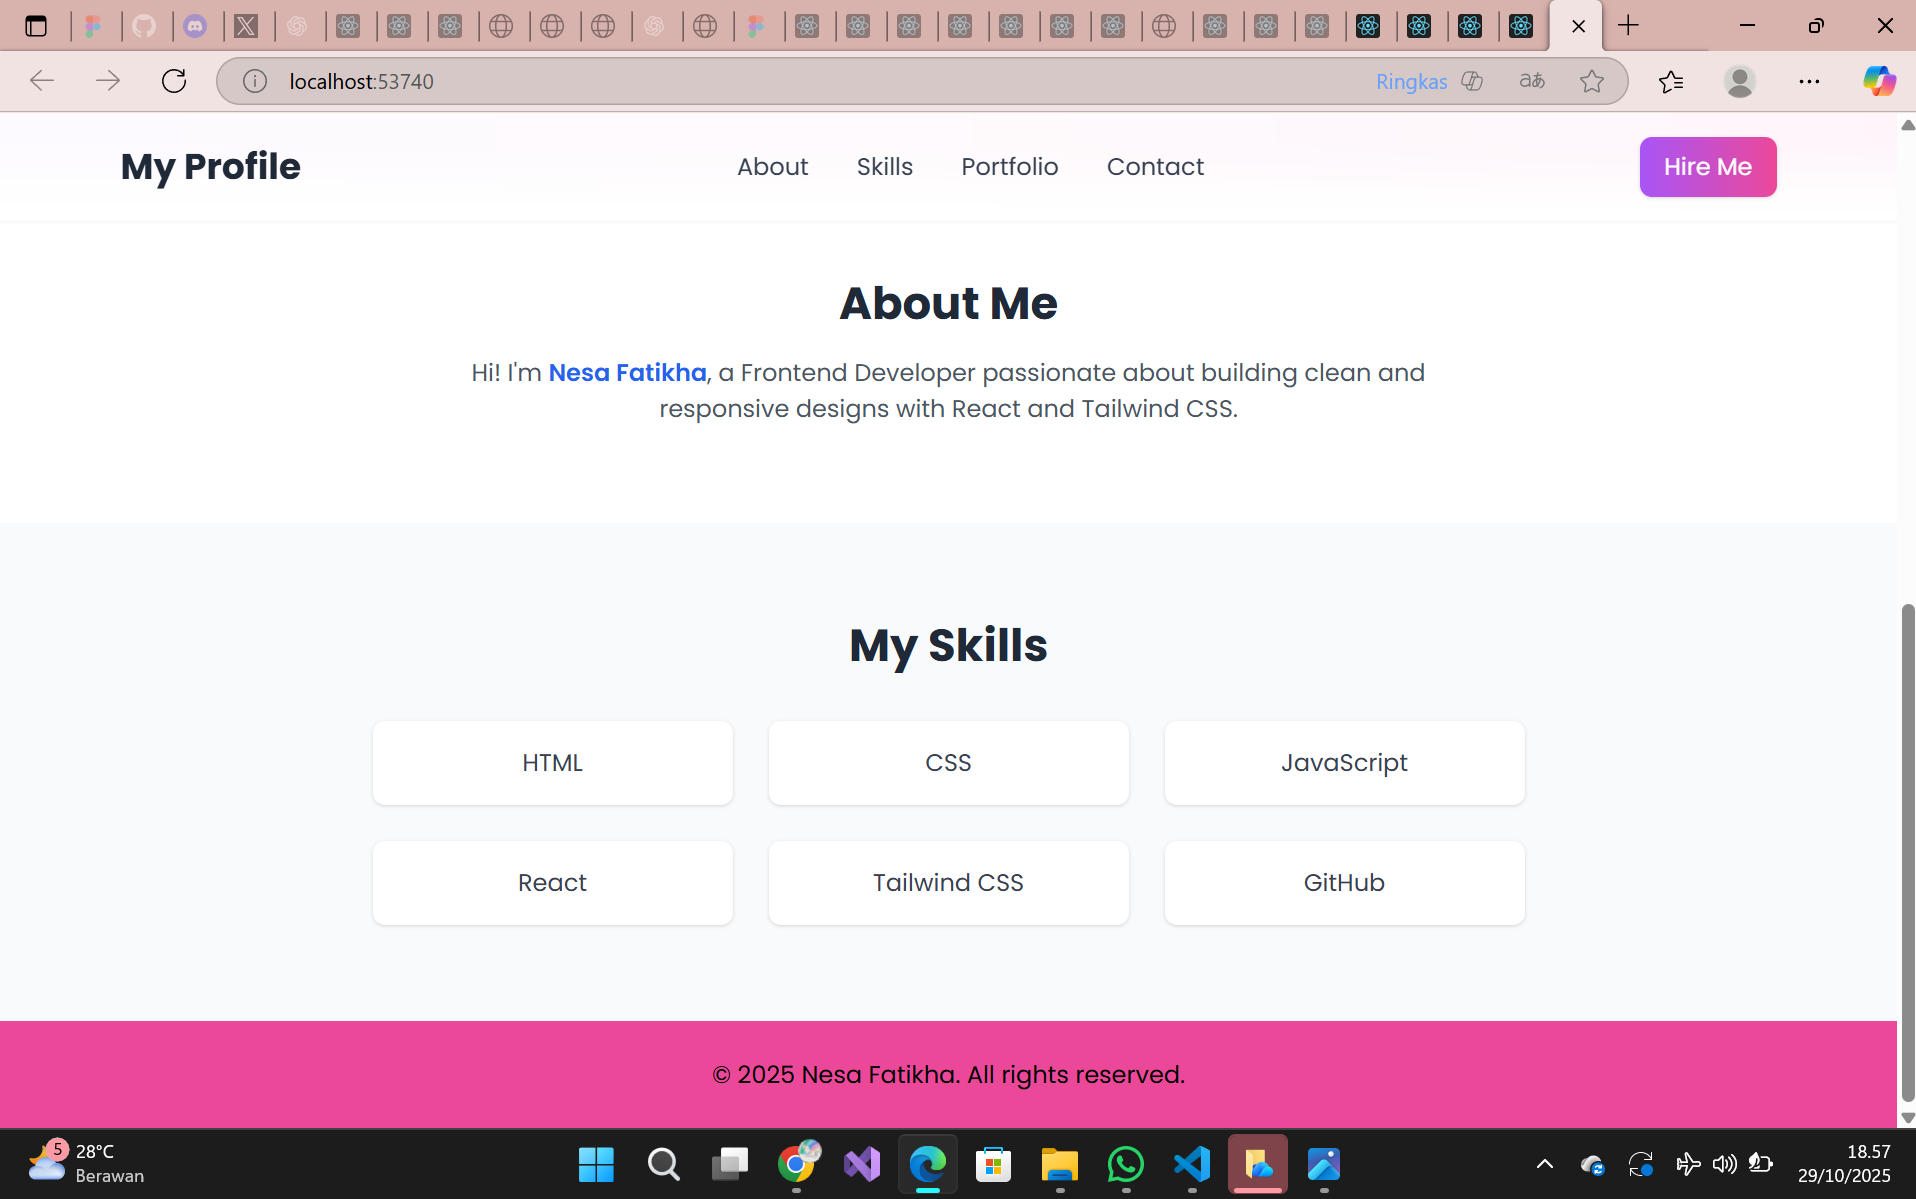 localhost:53740
Ringkas
aあ
My Profile
About
Skills
Portfolio
Contact
Hire Me
About Me
Hi! I'm Nesa Fatikha, a Frontend Developer passionate about building clean and
responsive designs with React and Tailwind CSS.
My Skills
HTML
CSS
JavaScript
React
Tailwind CSS
GitHub
© 2025 Nesa Fatikha. All rights reserved.
5
28°C
Berawan
18.57
29/10/2025